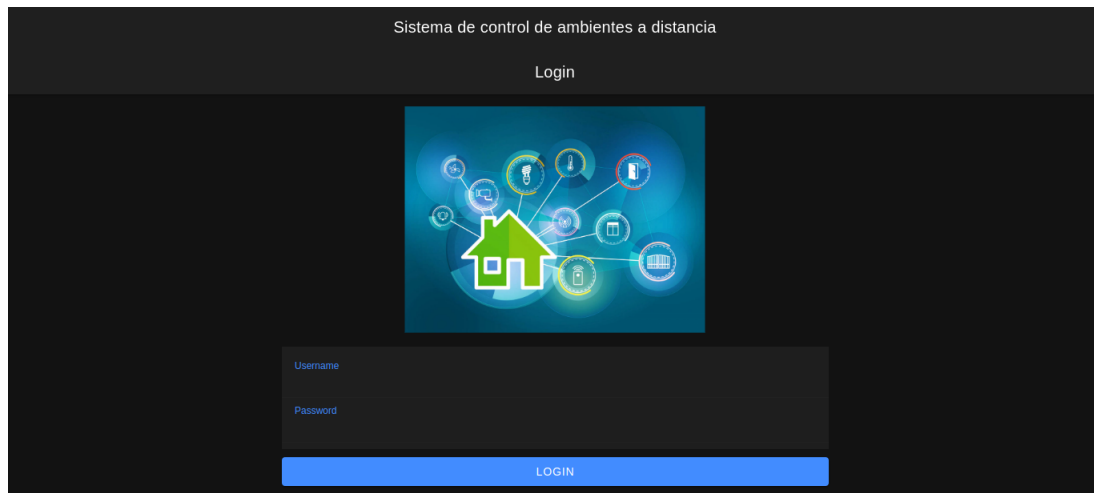 Sistema de control de ambientes a distancia
Login
Username
Password
LOGIN